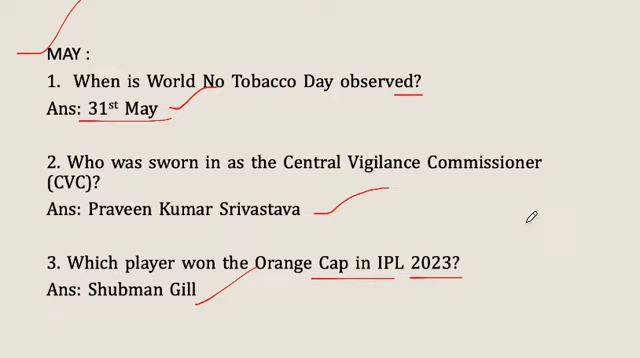 MAY :
1. When is World No Tobacco Day observed?
Ans: 31st May
2. Who was sworn in as the Central Vigilance Commissioner
(CVC)?
Ans: Praveen Kumar Srivastava
3. Which player won the Orange Cap in IPL 2023?
Ans: Shubman Gill